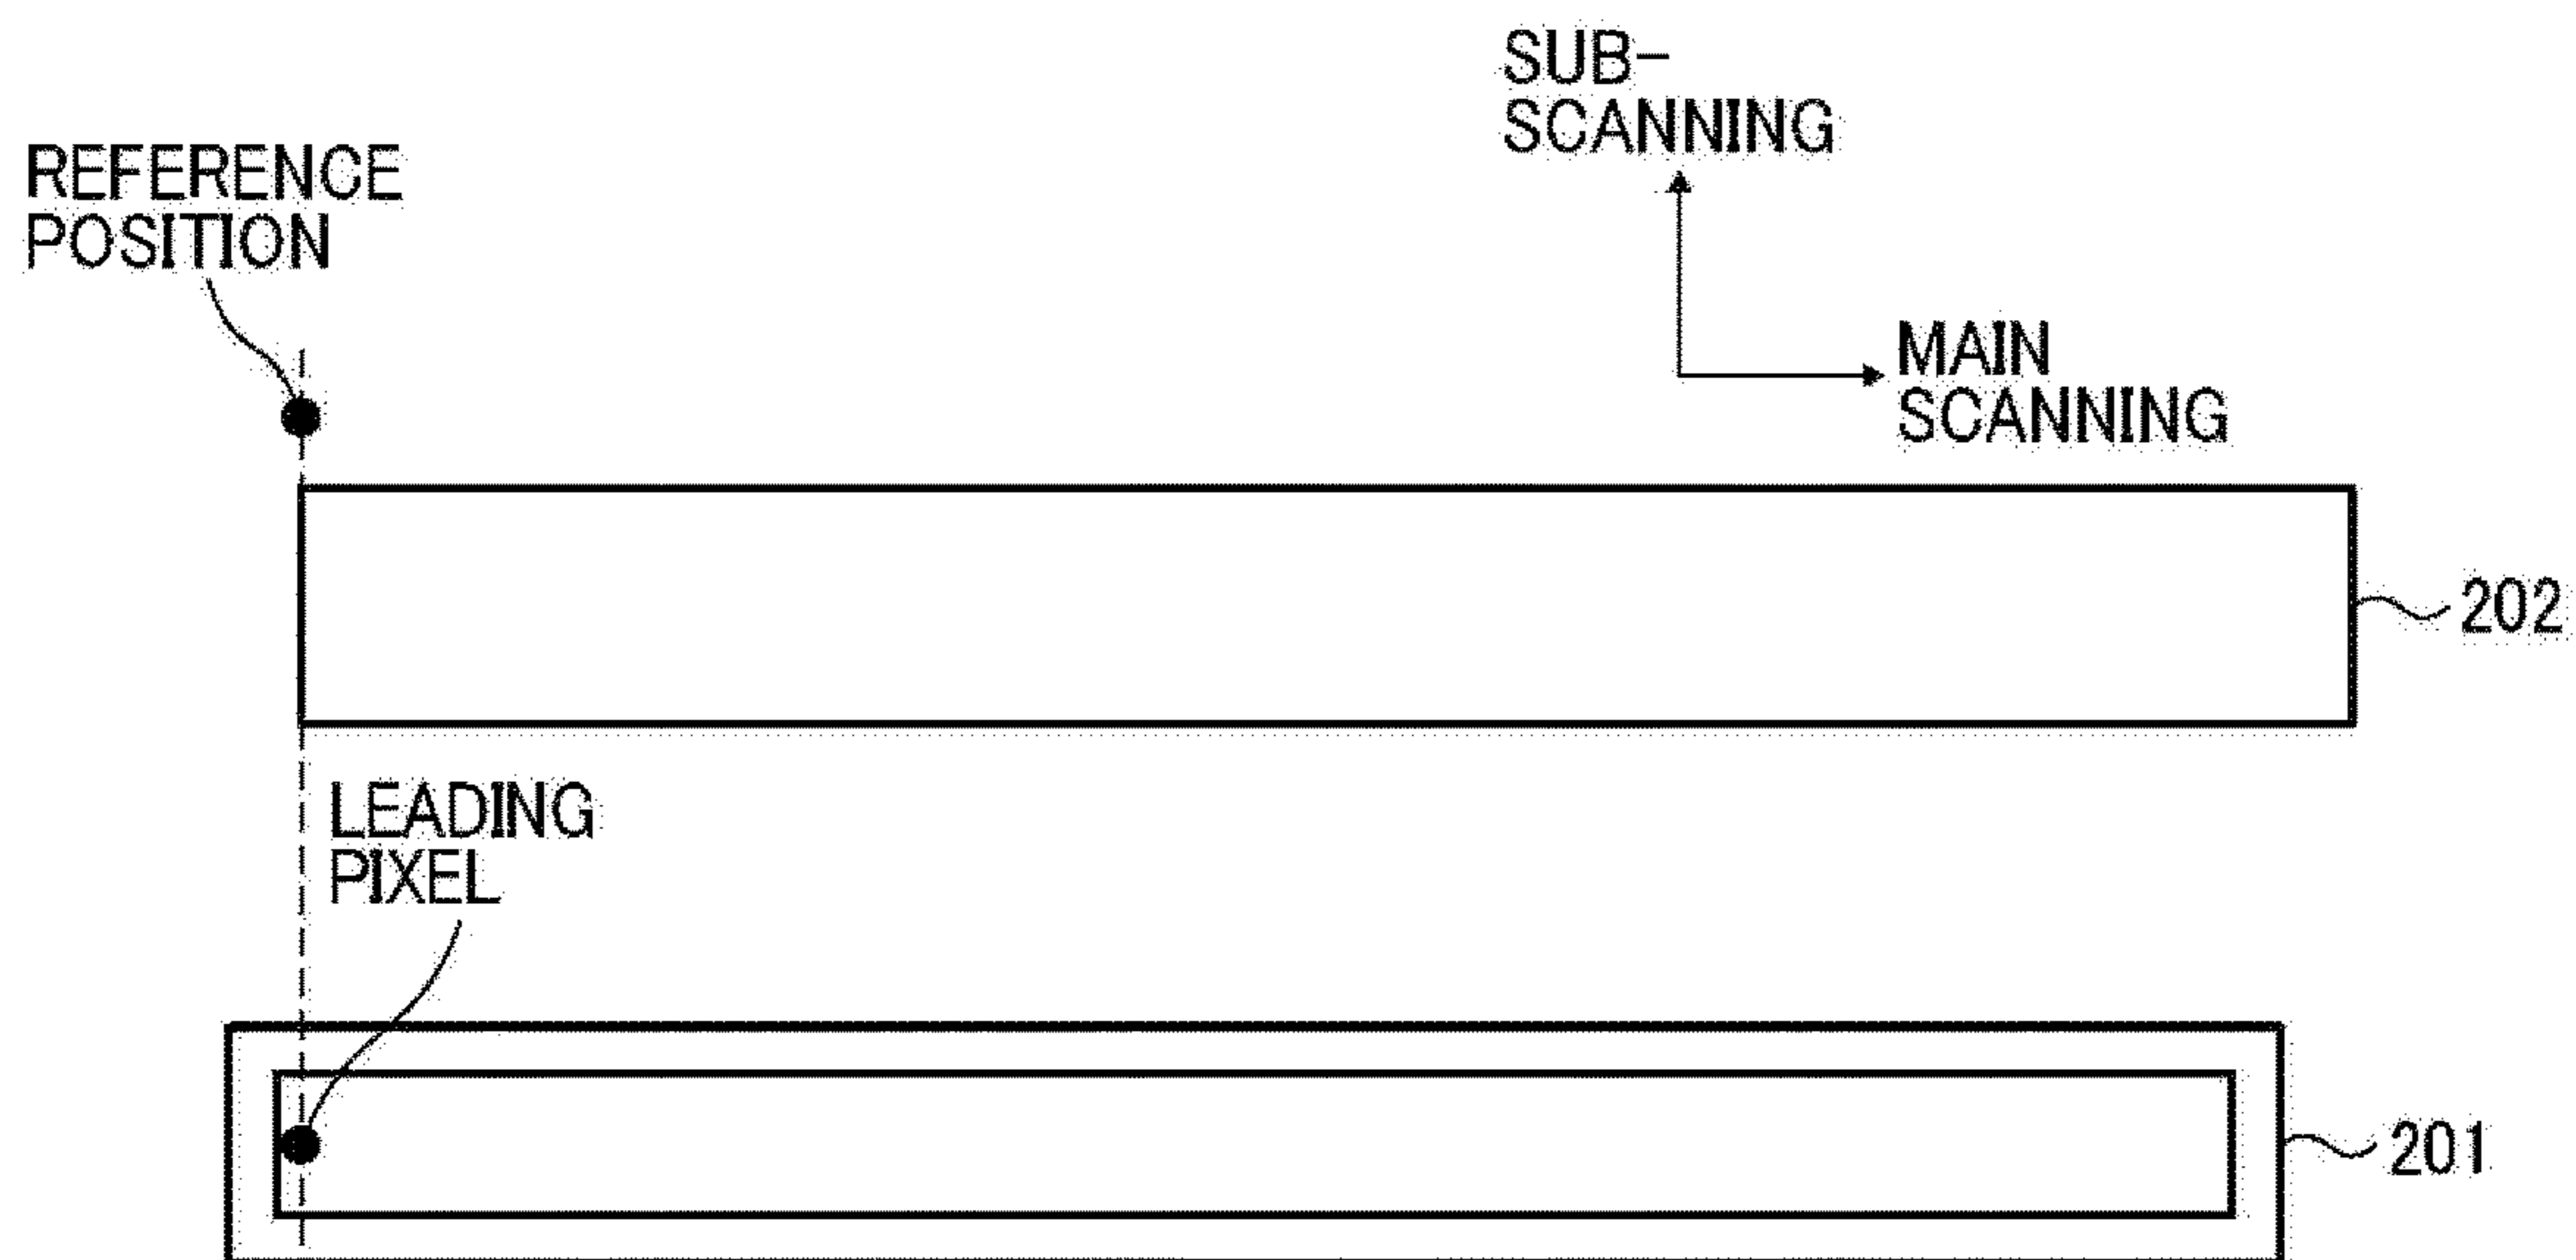 SUB-
SCANNING
REFERENCE
POSITION
MAIN
SCANNING
202
LEADING
PIXEL
201